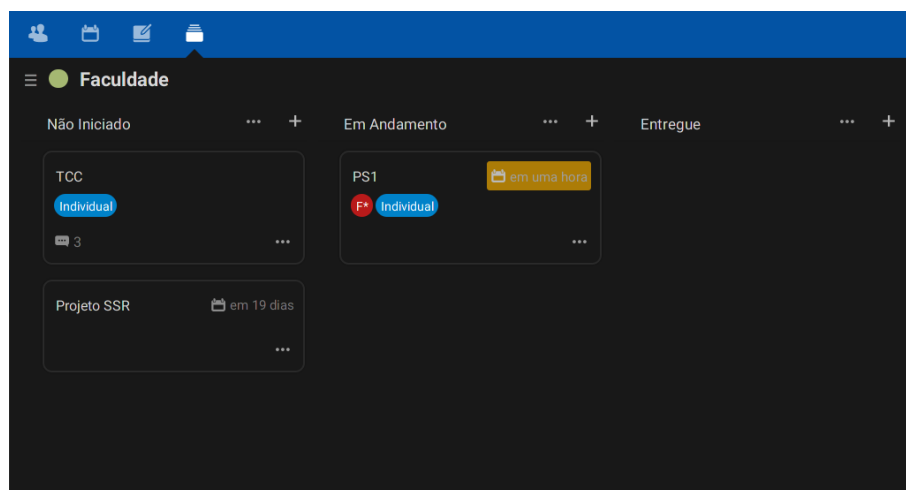 Faculdade
Não Iniciado
TCC
Individual
3
Projeto SSR em 19 dias
Em Andamento
PS1 em uma hora
F* Individual
Entregue